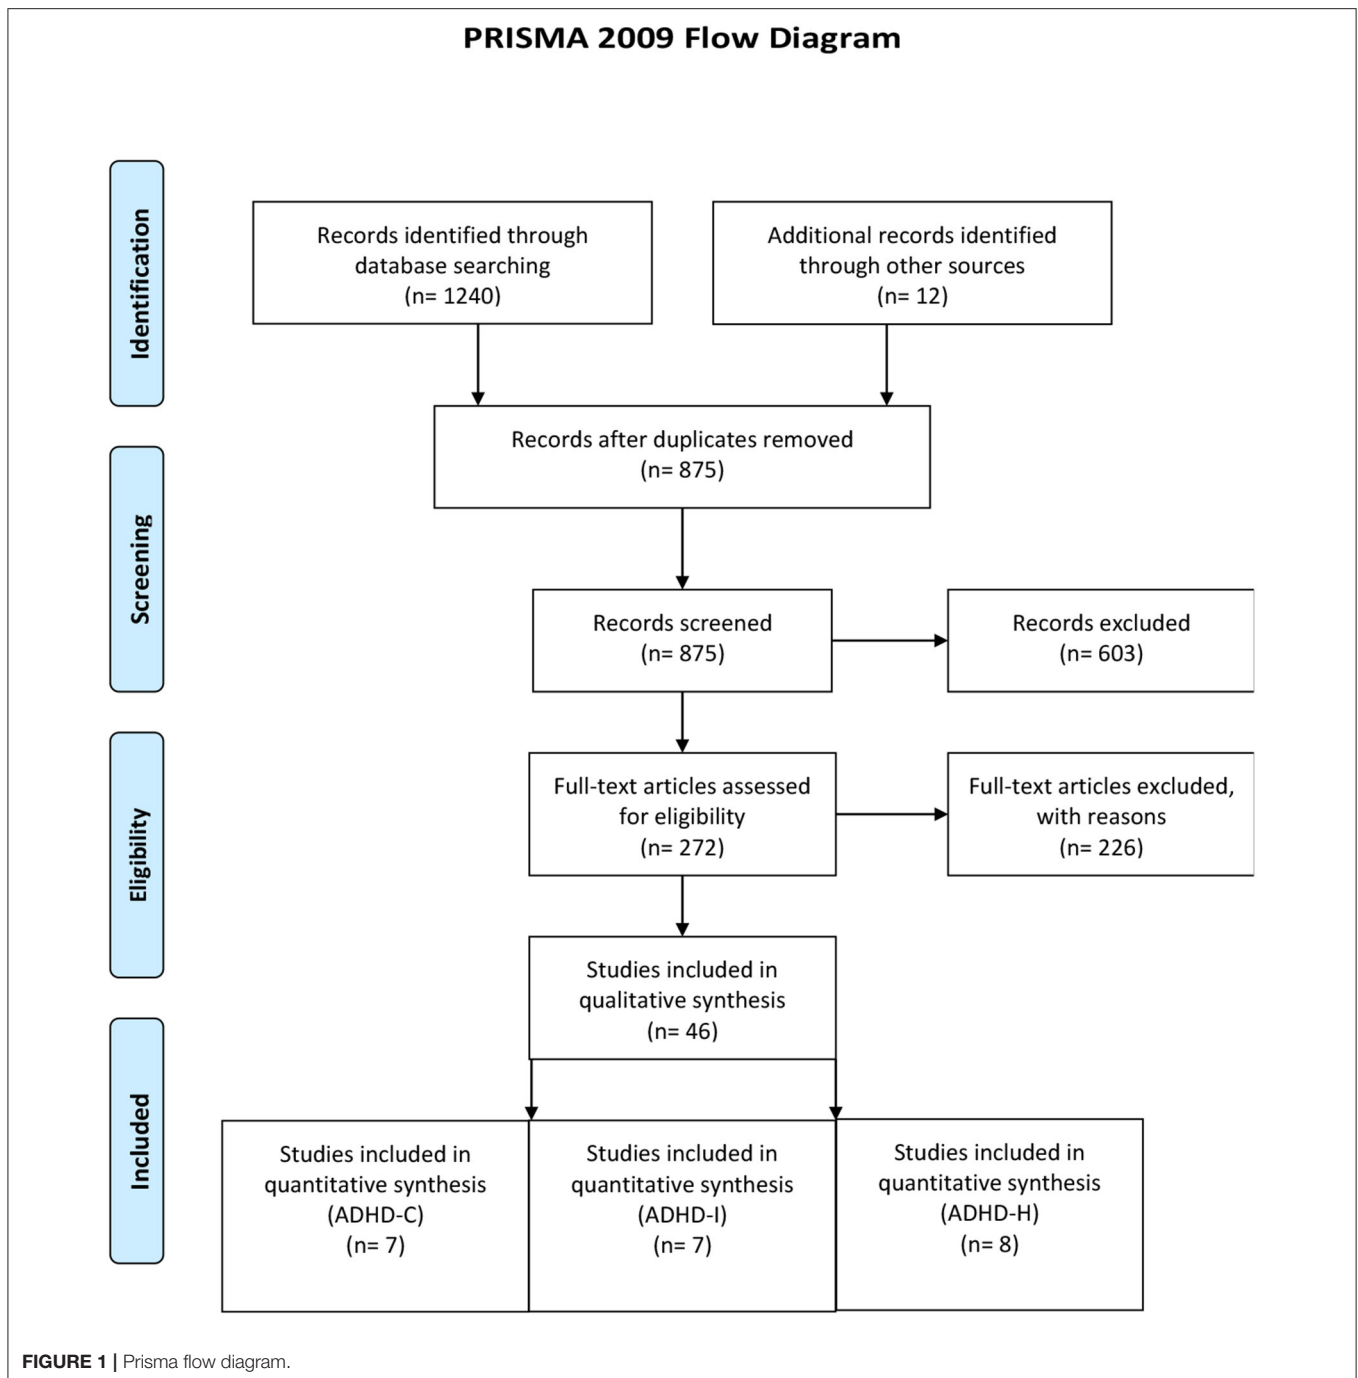 PRISMA 2009 Flow Diagram
Identification
Records identified through
database searching
(n= 1240)
Additional records identified
through other sources
(n= 12)
Records after duplicates removed
(n= 875)
Screening
Records screened
(n= 875)
Records excluded
(n= 603)
Eligibility
Full-text articles assessed
for eligibility
(n= 272)
Full-text articles excluded,
with reasons
(n= 226)
Studies included in
qualitative synthesis
(n= 46)
Included
Studies included in
quantitative synthesis
(ADHD-C)
(n= 7)
Studies included in
quantitative synthesis
(ADHD-I)
(n= 7)
Studies included in
quantitative synthesis
(ADHD-H)
(n= 8)
FIGURE 1 | Prisma flow diagram.